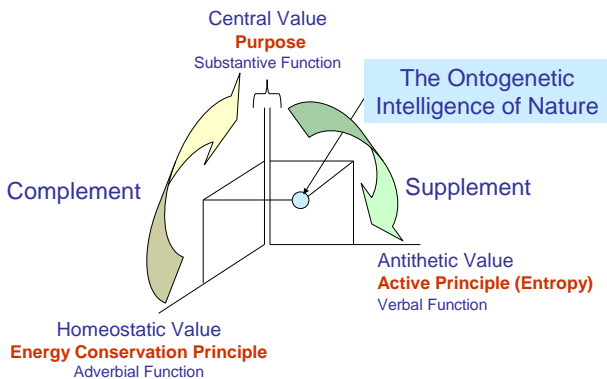 Central Value
Purpose
Substantive Function
The Ontogenetic
Intelligence of Nature
Complement
Supplement
Antithetic Value
Active Principle (Entropy)
Verbal Function
Homeostatic Value
Energy Conservation Principle
Adverbial Function